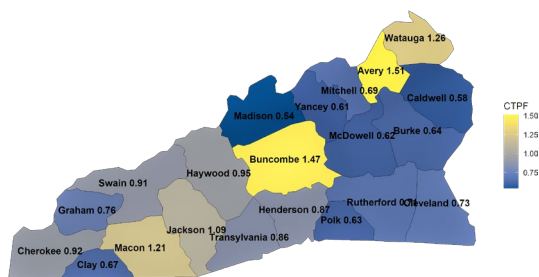 Watauga 1.26
Avery 1.51
Mitchell 0.69
Caldwell 0.58
Yancey 0.61
Madison 0.54
McDowell 0.62
Burke 0.64
Buncombe 1.47
Haywood 0.95
Swain 0.91
Rutherford
Cleveland 0.73
Henderson 0.87
Graham 0.76
Polk 0.63
Jackson 1.09
Transylvania 0.86
Macon 1.21
Cherokee 0.92
Clay 0.67
CTPF
1.50
1.25
1.00
0.75